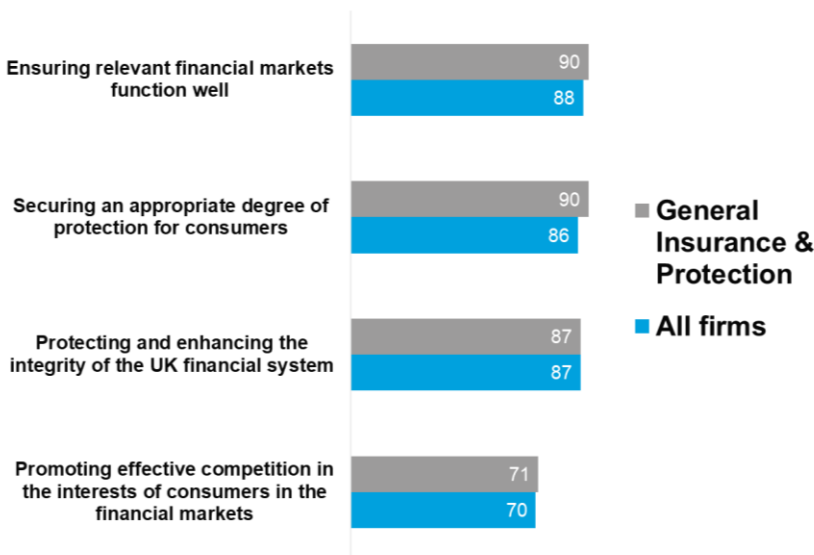 Ensuring relevant financial markets
function well
90
88
Securing an appropriate degree of
protection for consumers
90
86
Protecting and enhancing the
integrity of the UK financial system
87
87
Promoting effective competition in
the interests of consumers in the
financial markets
71
70
General
Insurance &
Protection
All firms